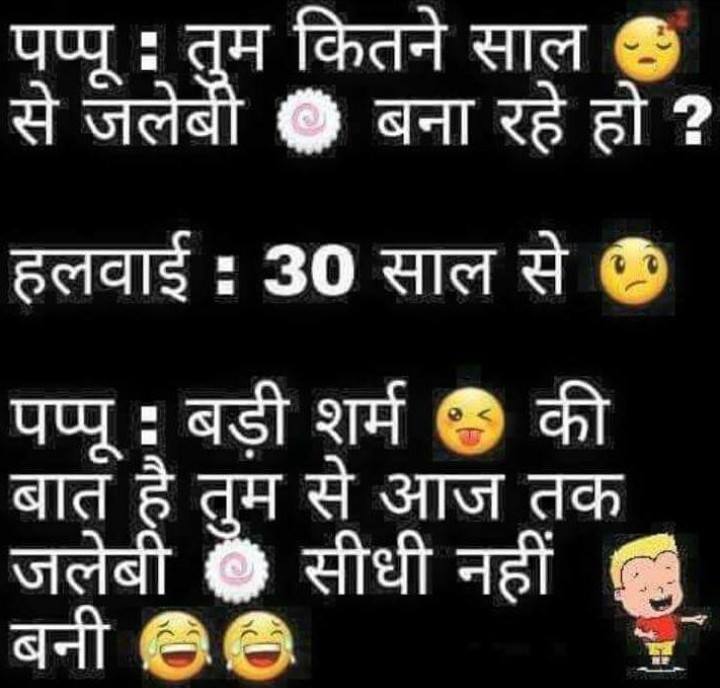 पप्पू : तुम कितने साल 😴
से जलेबी 🍥 बना रहे हो ?
हलवाई : 30 साल से 🤔
पप्पू : बड़ी शर्म 😜 की
बात है तुम से आज तक
जलेबी 🍥 सीधी नहीं
बनी 😂😂